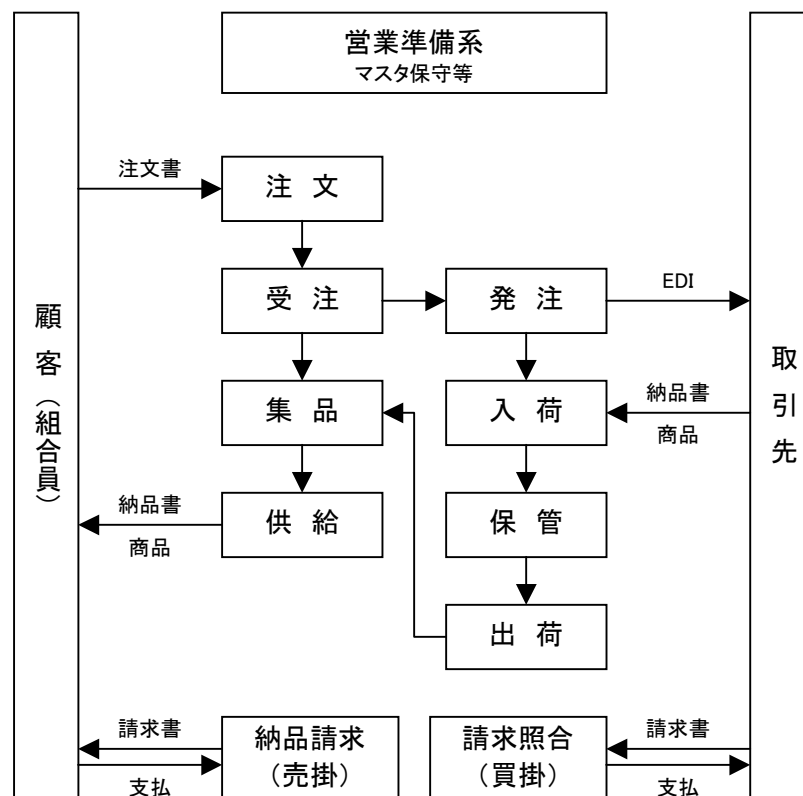 営業準備系
マスタ保守等
注文書
注 文
受 注
発 注
EDI
顧客（組合員）
取引先
集 品
入 荷
納品書
商品
納品書
商品
供 給
保 管
出 荷
請求書
支払
納品請求
（売掛）
請求照合
（買掛）
請求書
支払